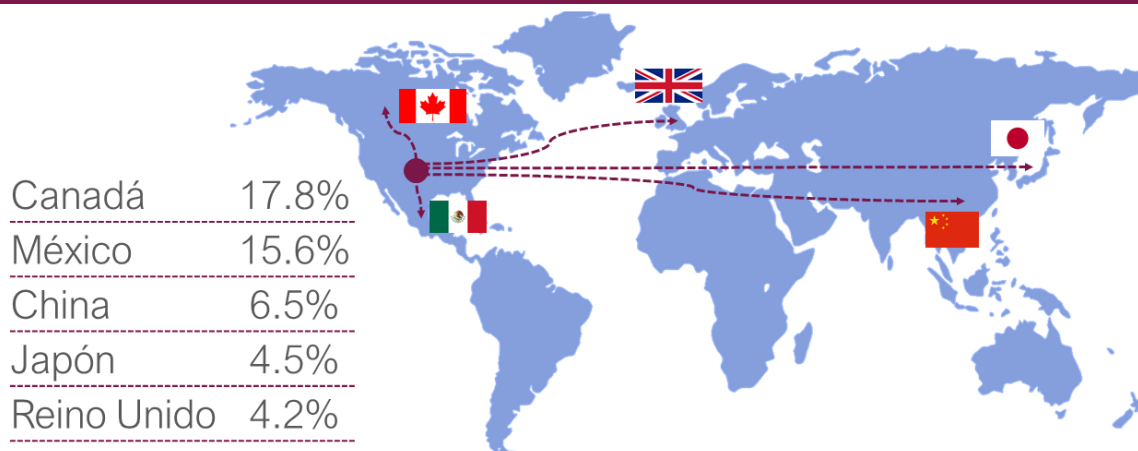 Canadá 17.8%
México 15.6%
China 6.5%
Japón 4.5%
Reino Unido 4.2%